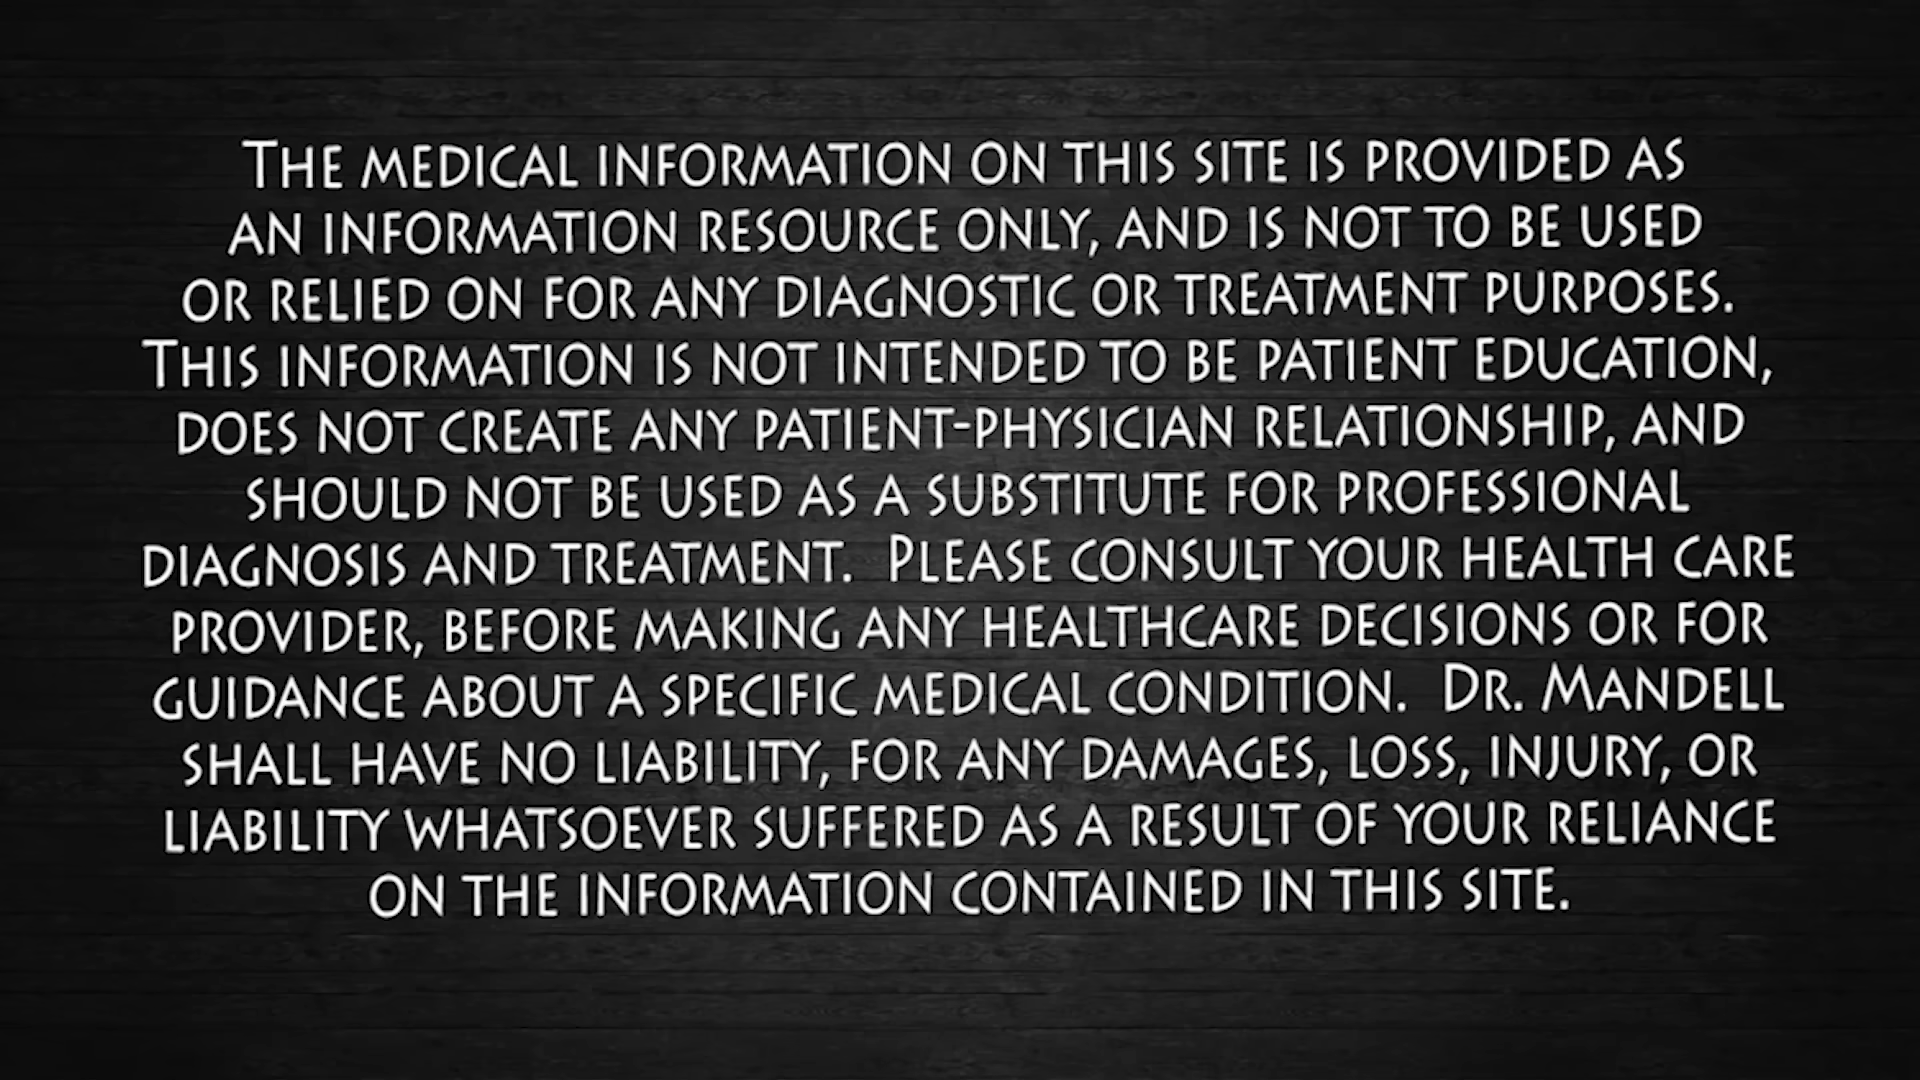 The medical information on this site is provided as
an information resource only, and is not to be used
or relied on for any diagnostic or treatment purposes.
This information is not intended to be patient education,
does not create any patient-physician relationship, and
should not be used as a substitute for professional
diagnosis and treatment. Please consult your health care
provider, before making any healthcare decisions or for
guidance about a specific medical condition. Dr. Mandell
shall have no liability, for any damages, loss, injury, or
liability whatsoever suffered as a result of your reliance
on the information contained in this site.